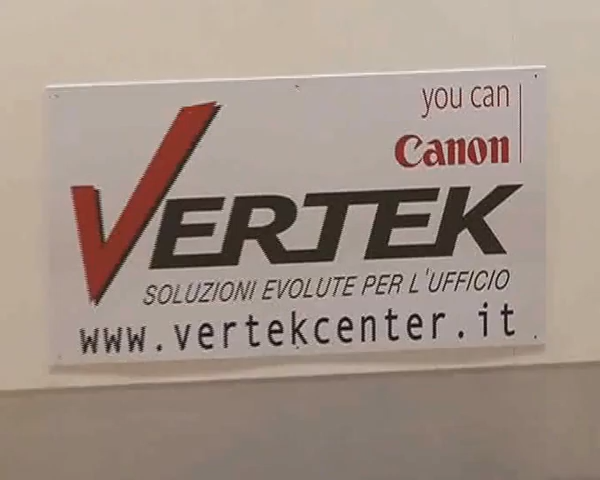 you can
Canon
VERTEK
SOLUZIONI EVOLUTE PER L'UFFICIO
www.vertekcenter.it